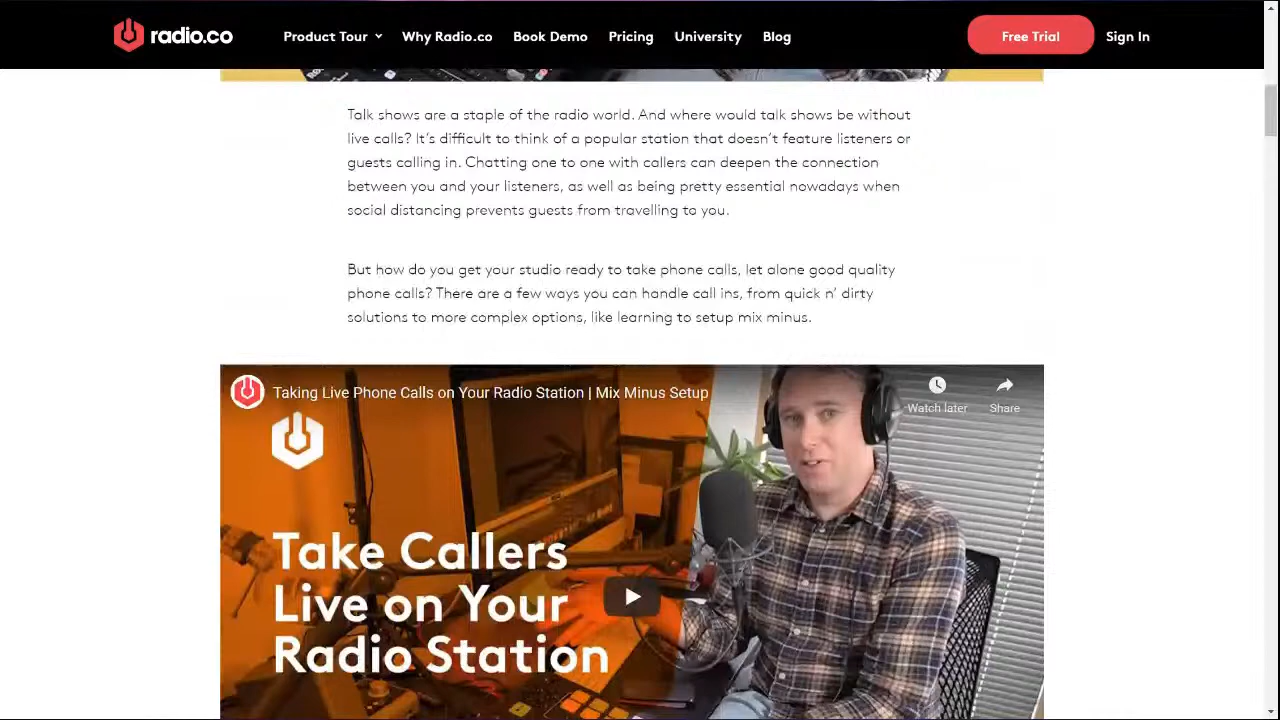 radio.co
Product Tour
Why Radio.co
Book Demo
Pricing
University
Blog
Free Trial
Sign In
Talk shows are a staple of the radio world. And where would talk shows be without
live calls? It’s difficult to think of a popular station that doesn’t feature listeners or
guests calling in. Chatting one to one with callers can deepen the connection
between you and your listeners, as well as being pretty essential nowadays when
social distancing prevents guests from travelling to you.
But how do you get your studio ready to take phone calls, let alone good quality
phone calls? There are a few ways you can handle call ins, from quick n’ dirty
solutions to more complex options, like learning to setup mix minus.
Taking Live Phone Calls on Your Radio Station | Mix Minus Setup
Watch later
Share
Take Callers
Live on Your
Radio Station